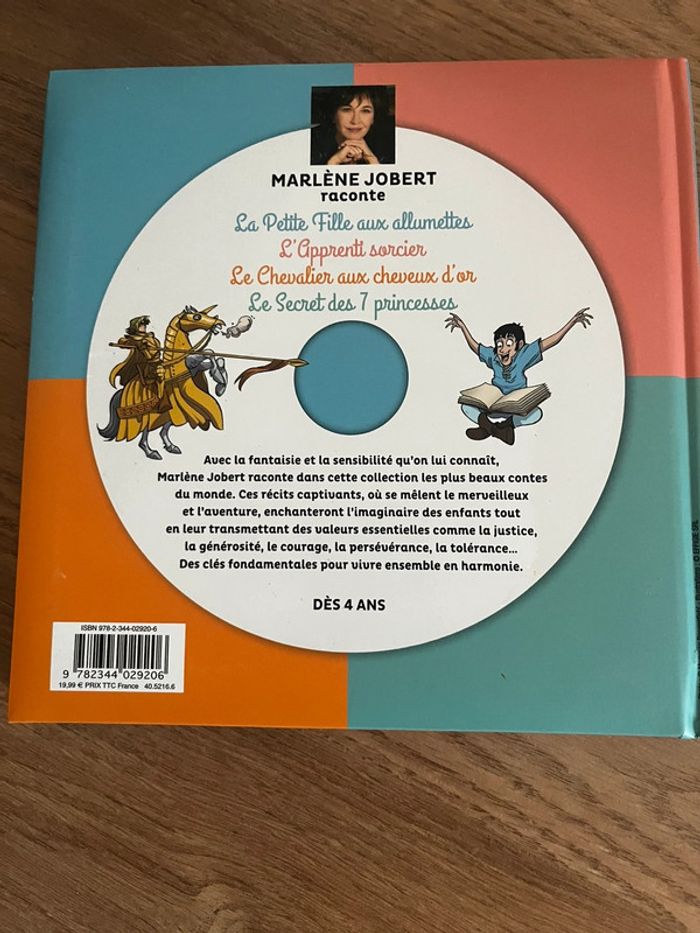 MARLÈNE JOBERT
raconte
La Petite Fille aux allumettes
L'Apprenti sorcier
Le Chevalier aux cheveux d'or
Le Secret des 7 princesses
Avec la fantaisie et la sensibilité qu'on lui connaît,
Marlène Jobert raconte dans cette collection les plus beaux contes
du monde. Ces récits captivants, où se mêlent le merveilleux
et l'aventure, enchanteront l'imaginaire des enfants tout
en leur transmettant des valeurs essentielles comme la justice,
la générosité, le courage, la persévérance, la tolérance...
Des clés fondamentales pour vivre ensemble en harmonie.
DÈS 4 ANS
ISBN 978-2-344-02920-6
9 782344 029206
19,99 € PRIX TTC France 40.5216.6